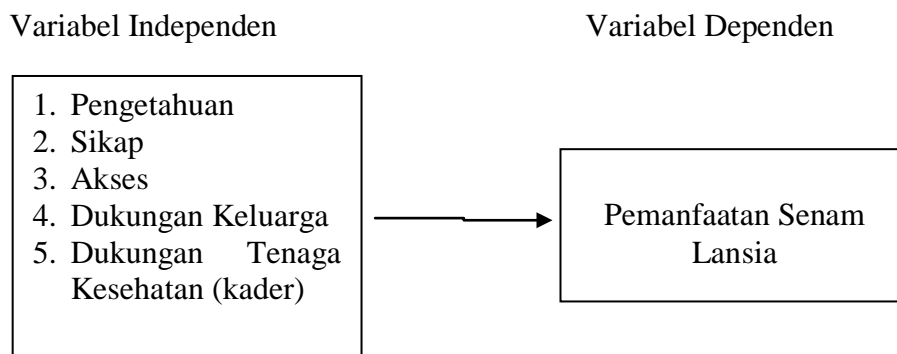 Variabel Independen
Variabel Dependen
1. Pengetahuan
2. Sikap
3. Akses
4. Dukungan Keluarga
5. Dukungan Tenaga
Kesehatan (kader)
Pemanfaatan Senam
Lansia